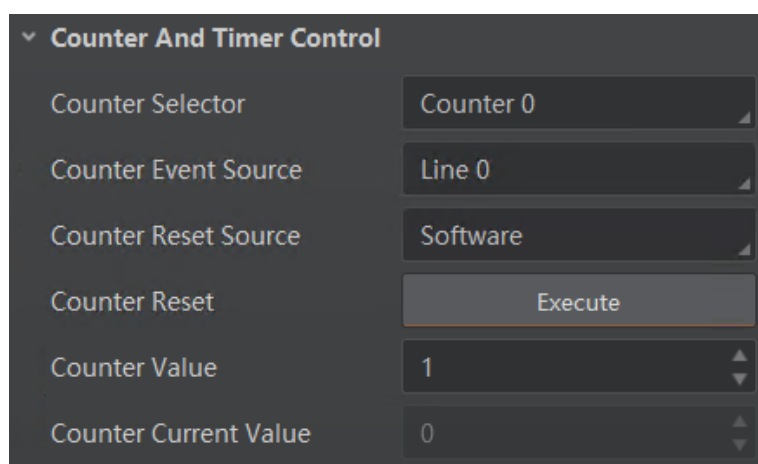 Counter And Timer Control
Counter Selector Counter 0
Counter Event Source Line 0
Counter Reset Source Software
Counter Reset Execute
Counter Value 1
Counter Current Value 0